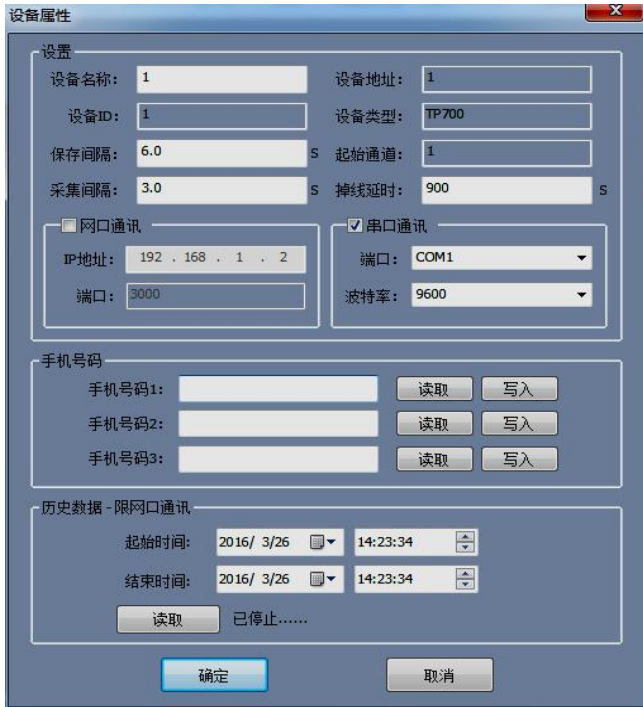 设备属性
设置
设备名称: 1 设备地址: 1
设备ID: 1 设备类型: TP700
保存间隔: 6.0 S 起始通道: 1
采集间隔: 3.0 S 掉线延时: 900 S
网口通讯 串口通讯
IP地址: 192 . 168 . 1 . 2 端口: COM1
端口: 3000 波特率: 9600
手机号码
手机号码1: 读取 写入
手机号码2: 读取 写入
手机号码3: 读取 写入
历史数据-限网口通讯
起始时间: 2016/ 3/26 14:23:34
结束时间: 2016/ 3/26 14:23:34
读取 已停止......
确定 取消